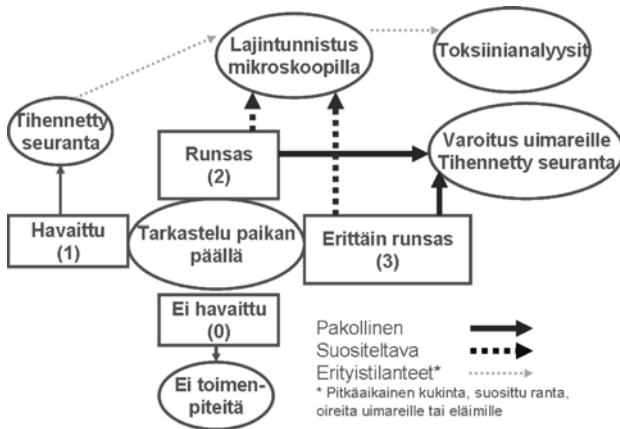 Lajintunnistus
mikroskoopilla
Toksiinianalyysit
Tihennetty
seuranta
Runsas
(2)
Varoitus uimareille
Tihennetty seuranta
Havaittu
(1)
Tarkastelu paikan
päällä
Erittäin runsas
(3)
Ei havaittu
(0)
Ei toimen-
piteitä
Pakollinen
Suositeltava
Erityistilanteet*
* Pitkäaikainen kukinta, suosittu ranta,
oireita uimareille tai eläimille